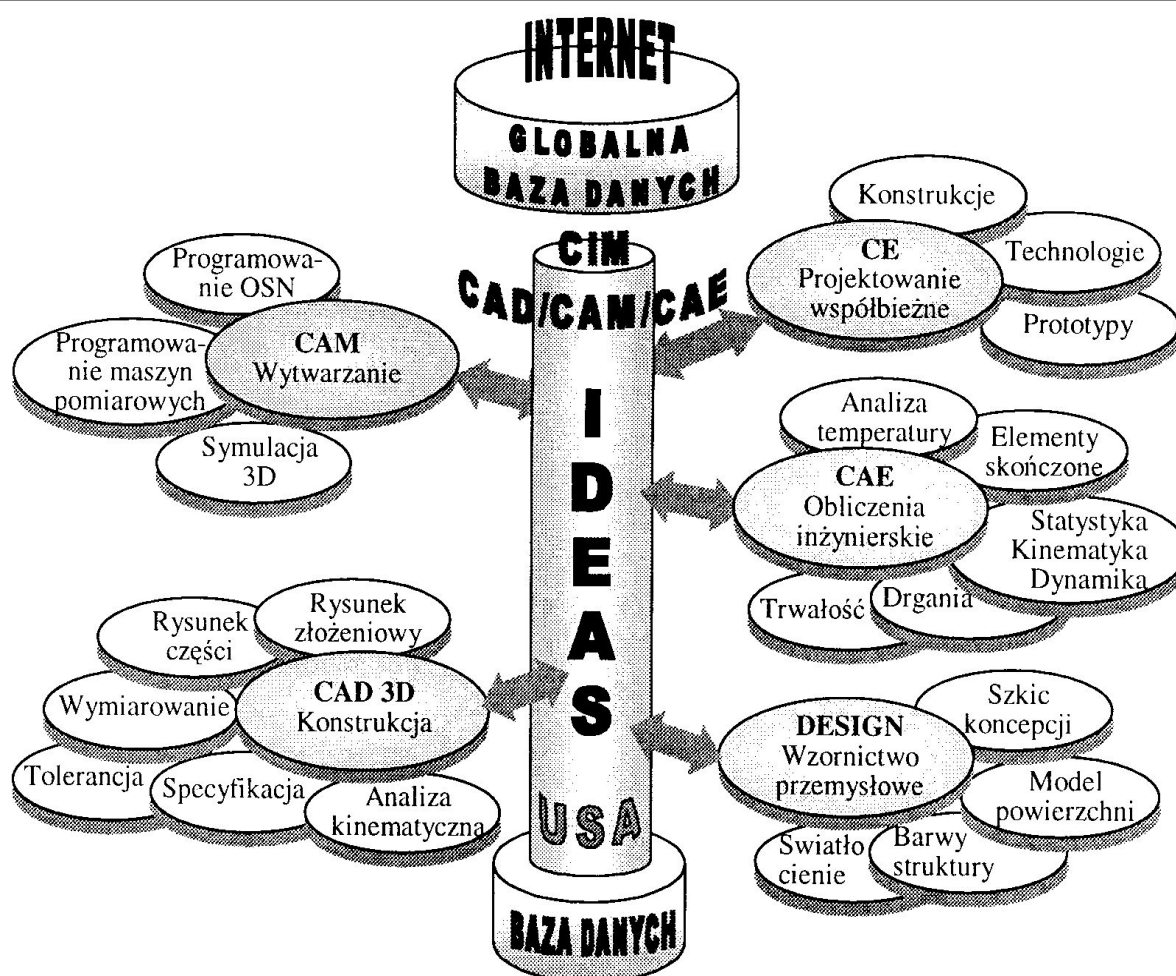 INTERNET
GLOBALNA
BAZA DANYCH
CIM
CAD/CAM/CAE
IDEAS
USA
BAZA DANYCH
Programowa-
nie OSN
CAM
Wytwarzanie
Programowa-
nie maszyn
pomiarowych
Symulacja
3D
Konstrukcje
CE
Projektowanie
współbieżne
Technologie
Prototypy
Analiza
temperatury
Elementy
skończone
CAE
Obliczenia
inżynierskie
Statystyka
Kinematyka
Dynamika
Trwałość
Drgania
Rysunek
części
Rysunek
złożeniowy
CAD 3D
Konstrukcja
Wymiarowanie
Tolerancja
Specyfikacja
Analiza
kinematyczna
DESIGN
Wzornictwo
przemysłowe
Szkic
koncepcji
Model
powierzchni
Swiatło
cienie
Barwy
struktury